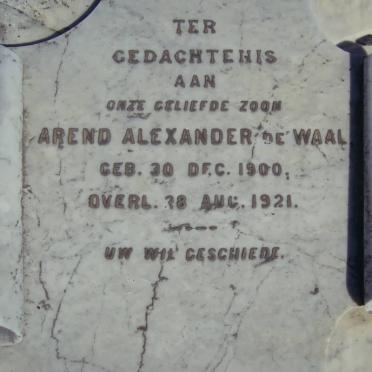 TER
GEDACHTENIS
AAN
ONZE GELIEFDE ZOON
AREND ALEXANDER DE WAAL
GEB. 30 DEC. 1900,
OVERL. 28 AUG. 1921.
UW WIL GESCHIEDE.